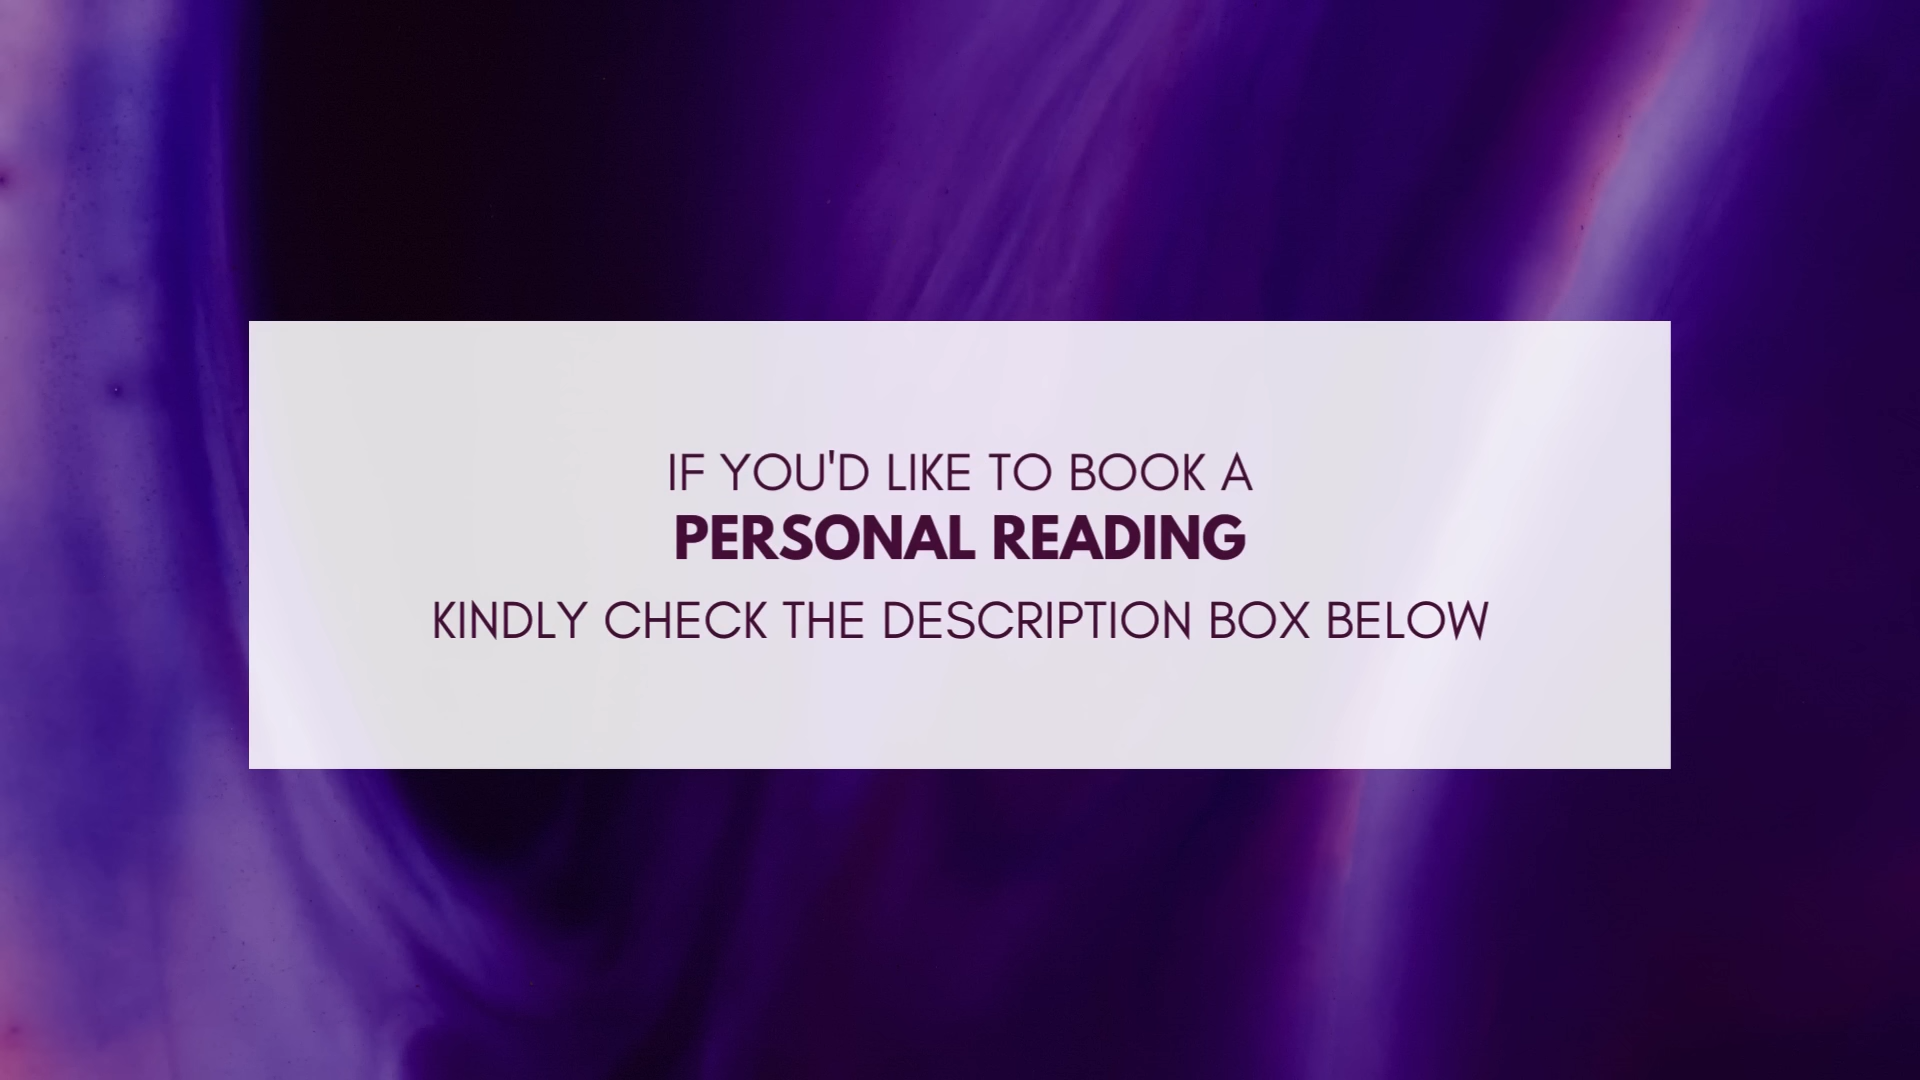 IF YOU'D LIKE TO BOOK A
PERSONAL READING
KINDLY CHECK THE DESCRIPTION BOX BELOW